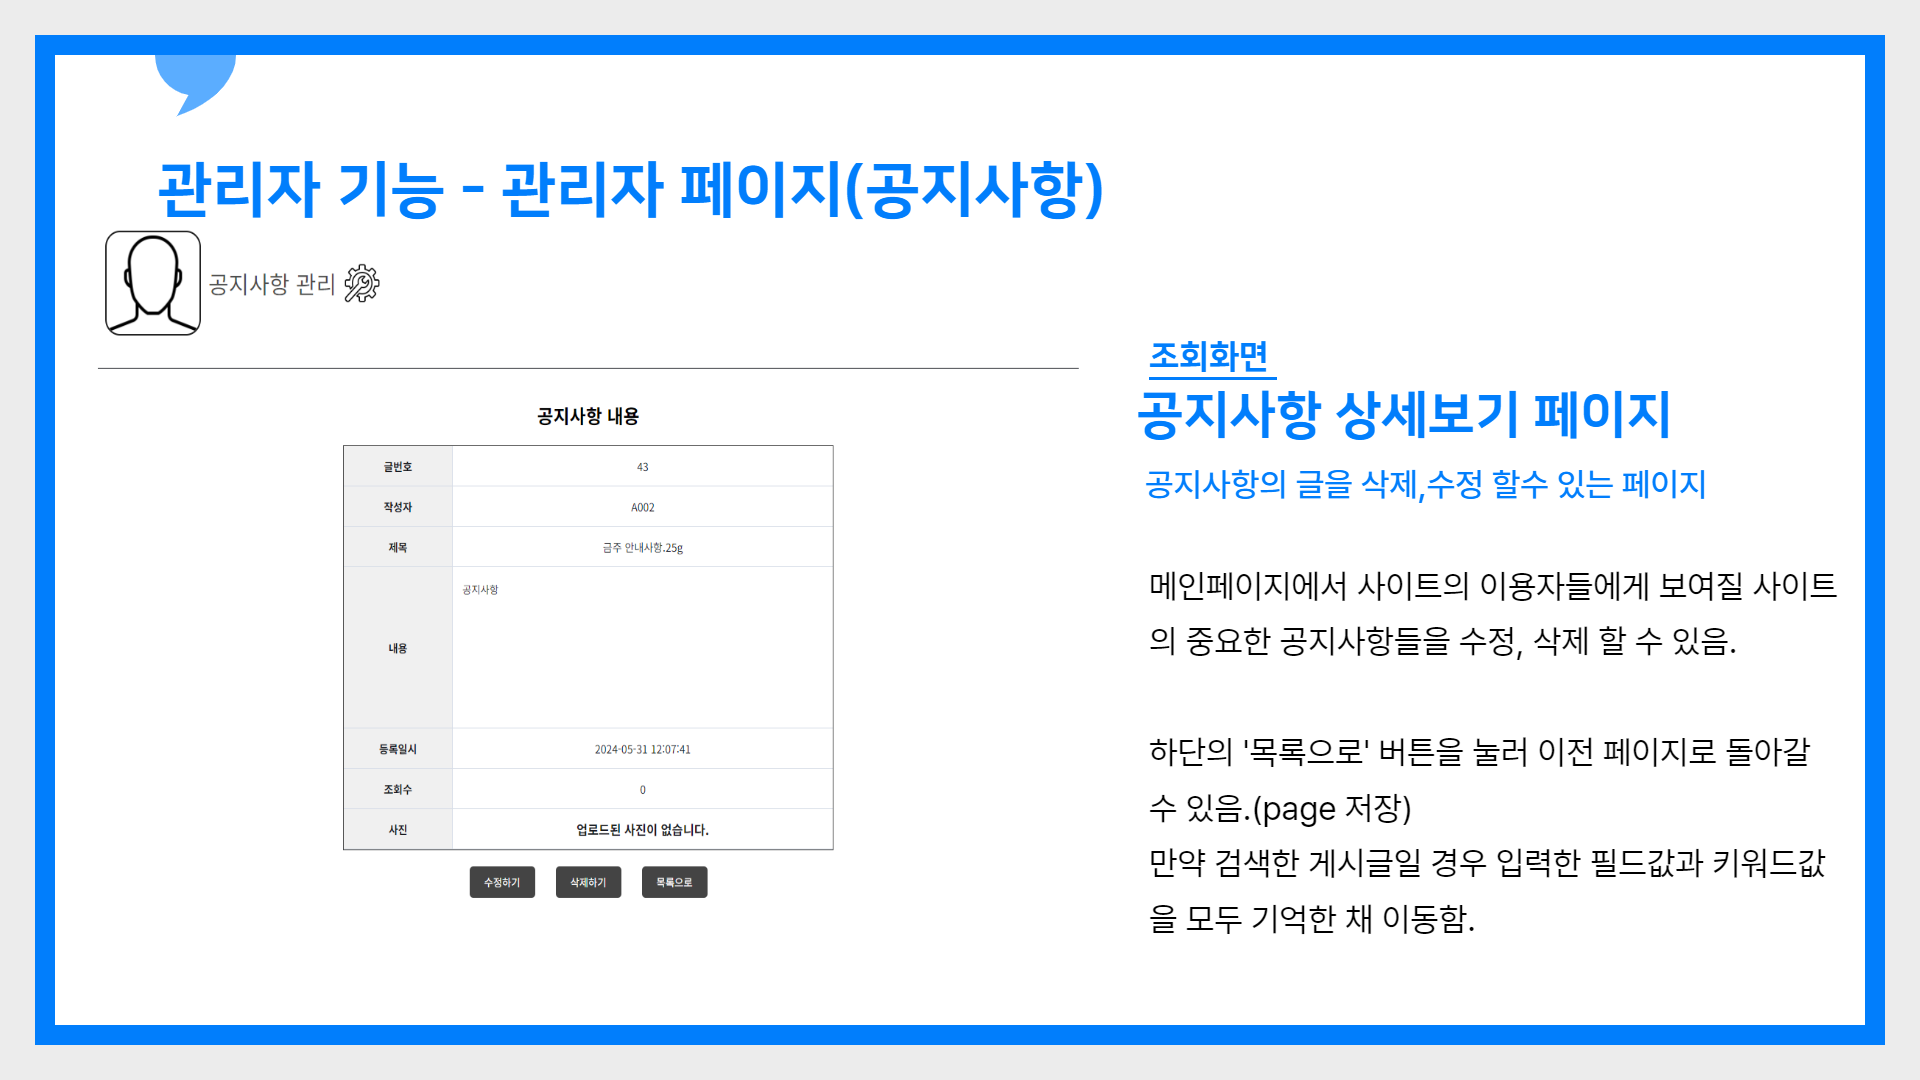 관리자 기능 - 관리자 페이지(공지사항)
공지사항 관리
공지사항 내용
글번호 43
작성자 A002
제목 금주 안내사항.25g
내용 공지사항
등록일시 2024-05-31 12:07:41
조회수 0
사진 업로드된 사진이 없습니다.
수정하기 삭제하기 목록으로
조회화면
공지사항 상세보기 페이지
공지사항의 글을 삭제,수정 할수 있는 페이지
메인페이지에서 사이트의 이용자들에게 보여질 사이트
의 중요한 공지사항들을 수정, 삭제 할 수 있음.
하단의 '목록으로' 버튼을 눌러 이전 페이지로 돌아갈
수 있음.(page 저장)
만약 검색한 게시글일 경우 입력한 필드값과 키워드값
을 모두 기억한 채 이동함.